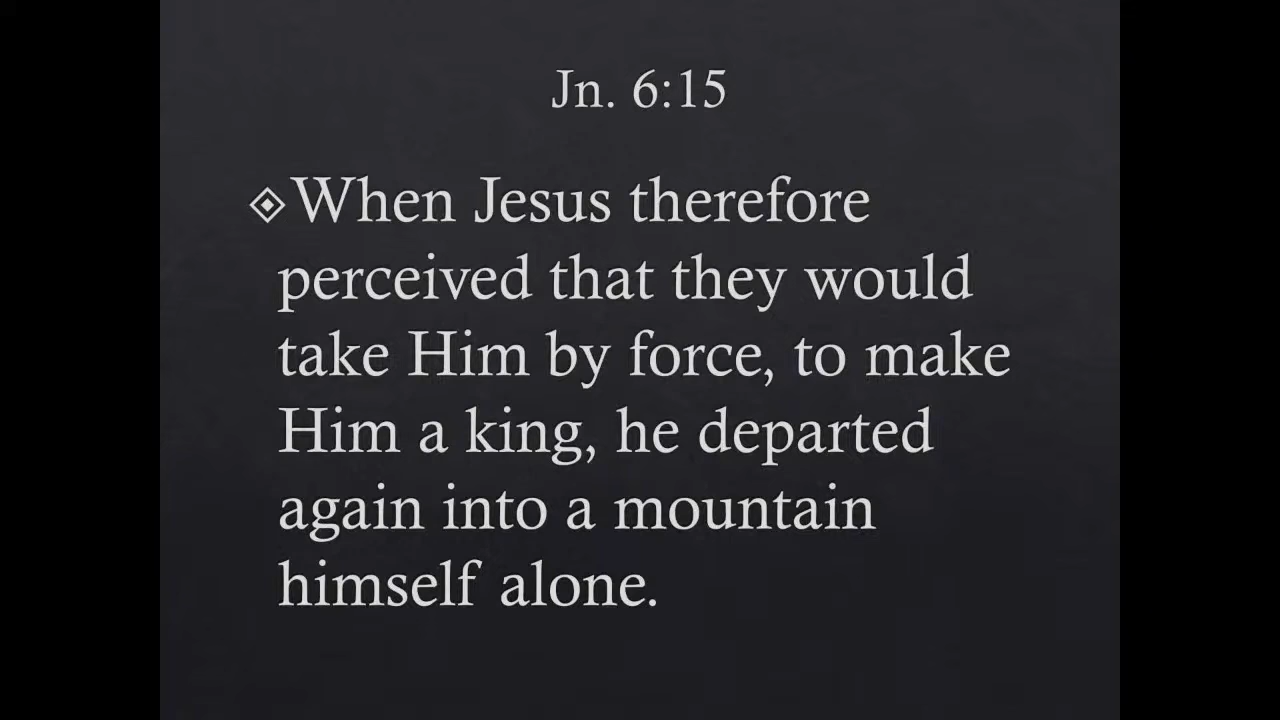 Jn. 6:15
When Jesus therefore
perceived that they would
take Him by force, to make
Him a king, he departed
again into a mountain
himself alone.